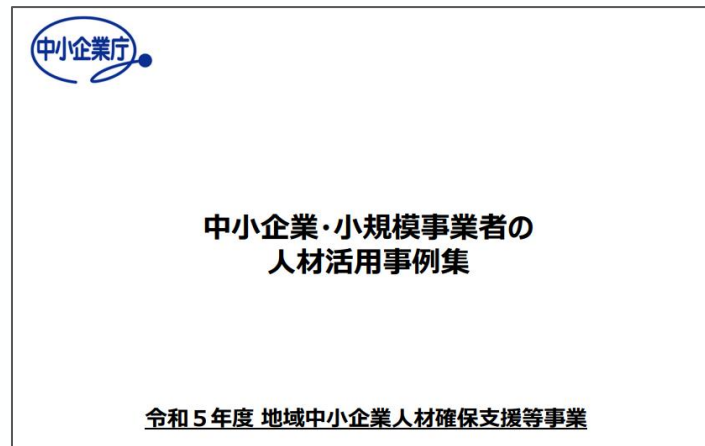 中小企業庁
中小企業・小規模事業者の
人材活用事例集
令和５年度 地域中小企業人材確保支援等事業